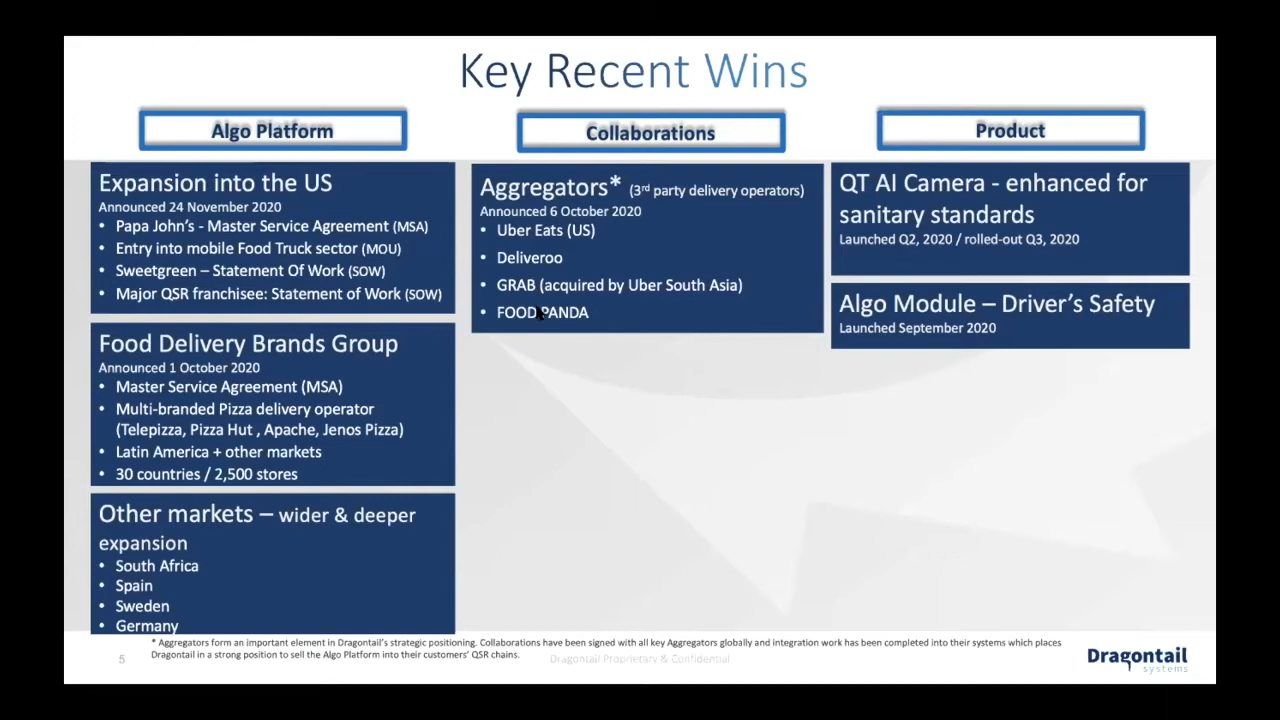 Key Recent Wins
Algo Platform
Expansion into the US
Announced 24 November 2020
• Papa John's - Master Service Agreement (MSA)
• Entry into mobile Food Truck sector (MOU)
• Sweetgreen – Statement Of Work (SOW)
• Major QSR franchisee: Statement of Work (SOW)
Food Delivery Brands Group
Announced 1 October 2020
• Master Service Agreement (MSA)
• Multi-branded Pizza delivery operator
(Telepizza, Pizza Hut , Apache, Jenos Pizza)
• Latin America + other markets
• 30 countries / 2,500 stores
Other markets – wider & deeper
expansion
• South Africa
• Spain
• Sweden
• Germany
Collaborations
Aggregators* (3rd party delivery operators)
Announced 6 October 2020
• Uber Eats (US)
• Deliveroo
• GRAB (acquired by Uber South Asia)
• FOOD PANDA
Product
QT AI Camera - enhanced for
sanitary standards
Launched Q2, 2020 / rolled-out Q3, 2020
Algo Module – Driver's Safety
Launched September 2020
* Aggregators form an important element in Dragontail's strategic positioning. Collaborations have been signed with all key Aggregators globally and integration work has been completed into their systems which places
Dragontail in a strong position to sell the Algo Platform into their customers' QSR chains.
5
Dragontail Proprietary & Confidential
Dragontail
systems